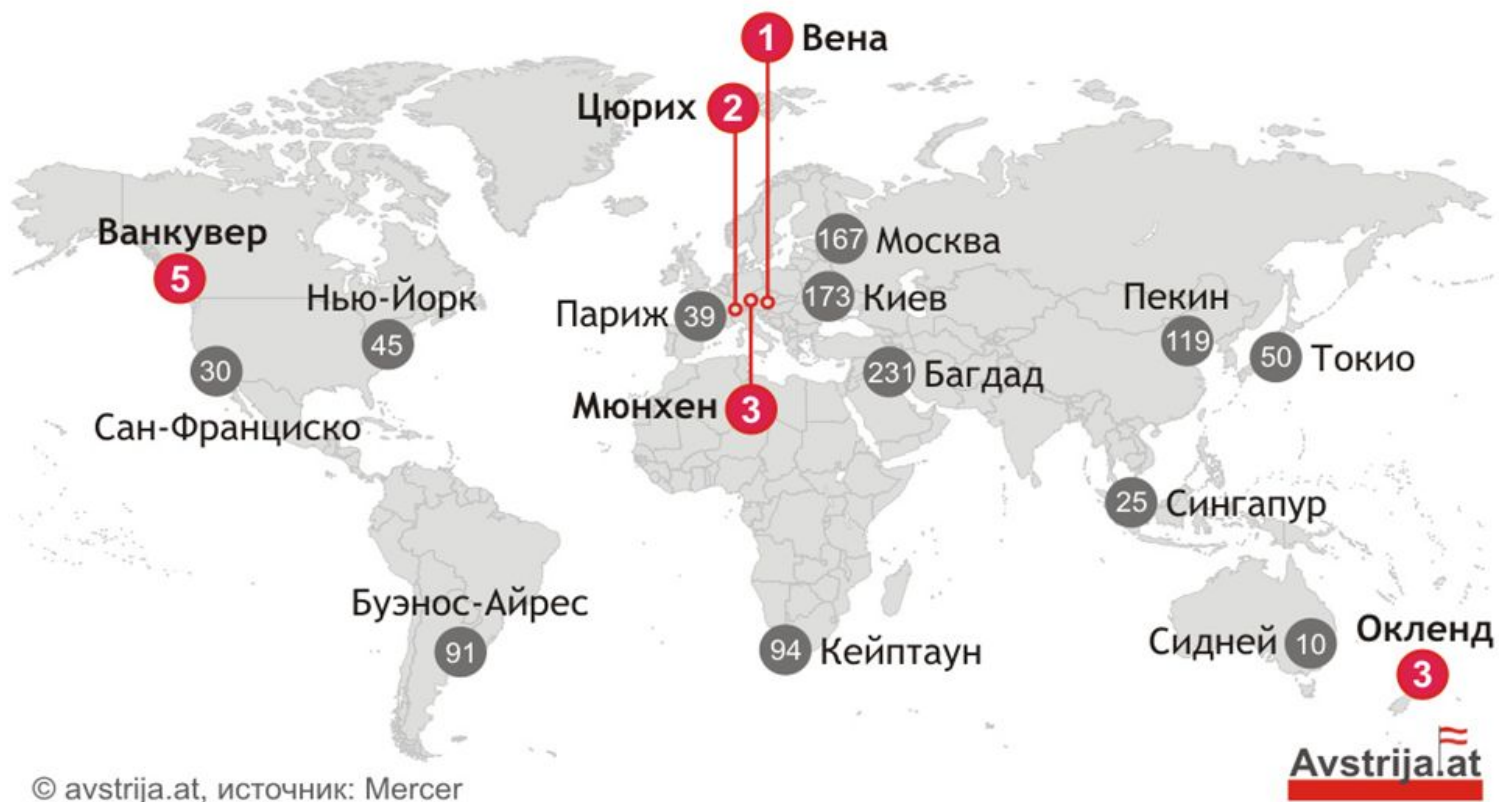 1 Вена
Цюрих 2
Ванкувер
5
167 Москва
Нью-Йорк
45
Париж 39
173 Киев
Пекин
119
50 Токио
30
Сан-Франциско
231 Багдад
Мюнхен 3
25 Сингапур
Буэнос-Айрес
91
94 Кейптаун
Сидней 10
Окленд
3
Avstrija.at
© avstrija.at, источник: Mercer